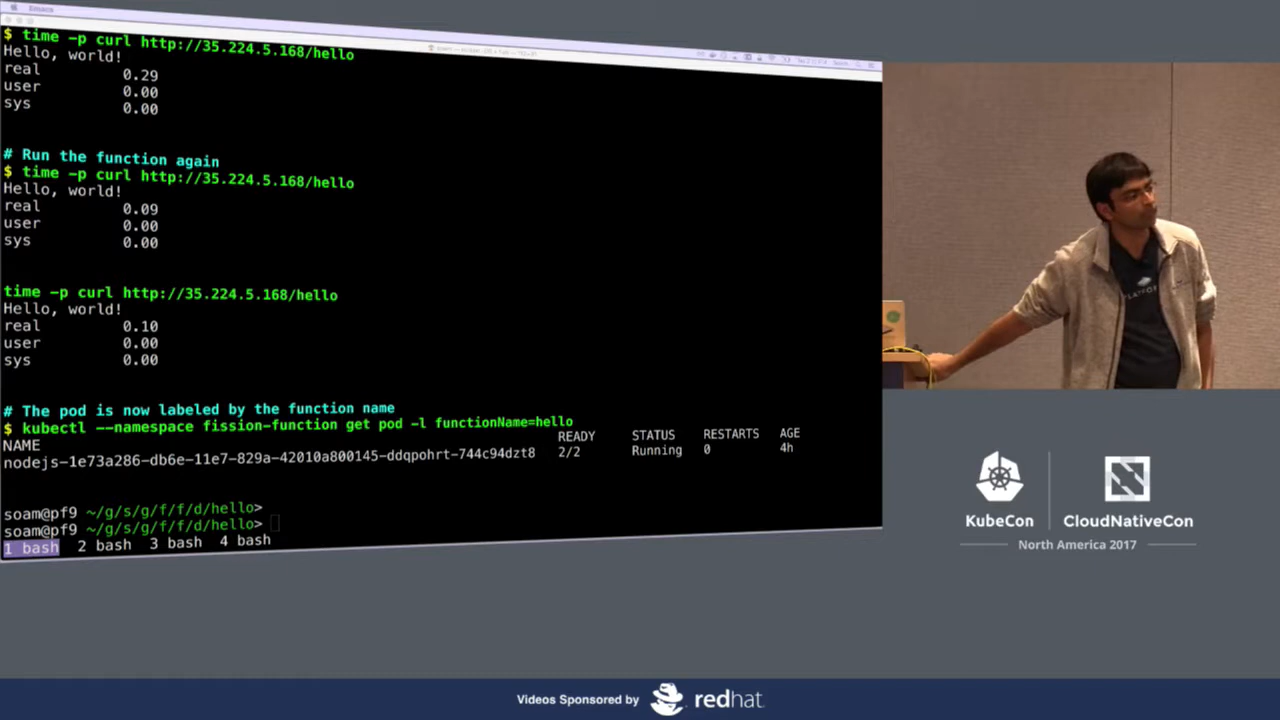 $ time -p curl http://35.224.5.168/hello
Hello, world!
real 0.29
user 0.00
sys 0.00
# Run the function again
$ time -p curl http://35.224.5.168/hello
Hello, world!
real 0.09
user 0.00
sys 0.00
time -p curl http://35.224.5.168/hello
Hello, world!
real 0.10
user 0.00
sys 0.00
# The pod is now labeled by the function name
$ kubectl --namespace fission-function get pod -l functionName=hello
NAME READY STATUS RESTARTS AGE
nodejs-1e73a286-db6e-11e7-829a-42010a800145-ddqpohrt-744c94dzt8 2/2 Running 0 4h
soam@pf9 ~/g/s/g/f/f/d/hello>
soam@pf9 ~/g/s/g/f/f/d/hello>
1 bash 2 bash 3 bash 4 bash
KubeCon
CloudNativeCon
North America 2017
Videos Sponsored by
redhat.